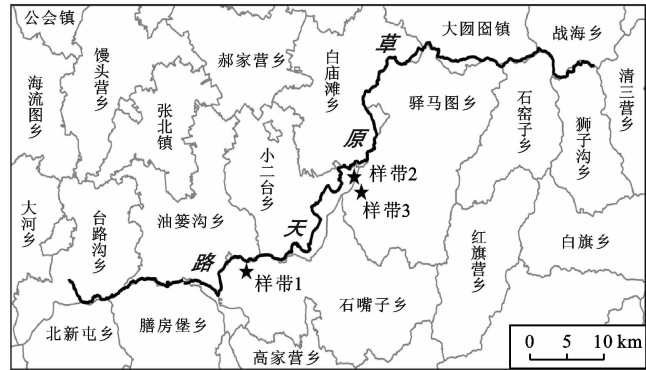 公会镇
大囫囵镇
战海乡
馒头营乡
郝家营乡
白庙滩乡
草
海流图乡
张北镇
驿马图乡
石窑子乡
狮子沟乡
清三营乡
小二台乡
原
样带2
样带3
大河乡
台路沟乡
油篓沟乡
天
路
样带1
红旗营乡
白旗乡
石嘴子乡
北新屯乡
膳房堡乡
高家营乡
0 5 10 km